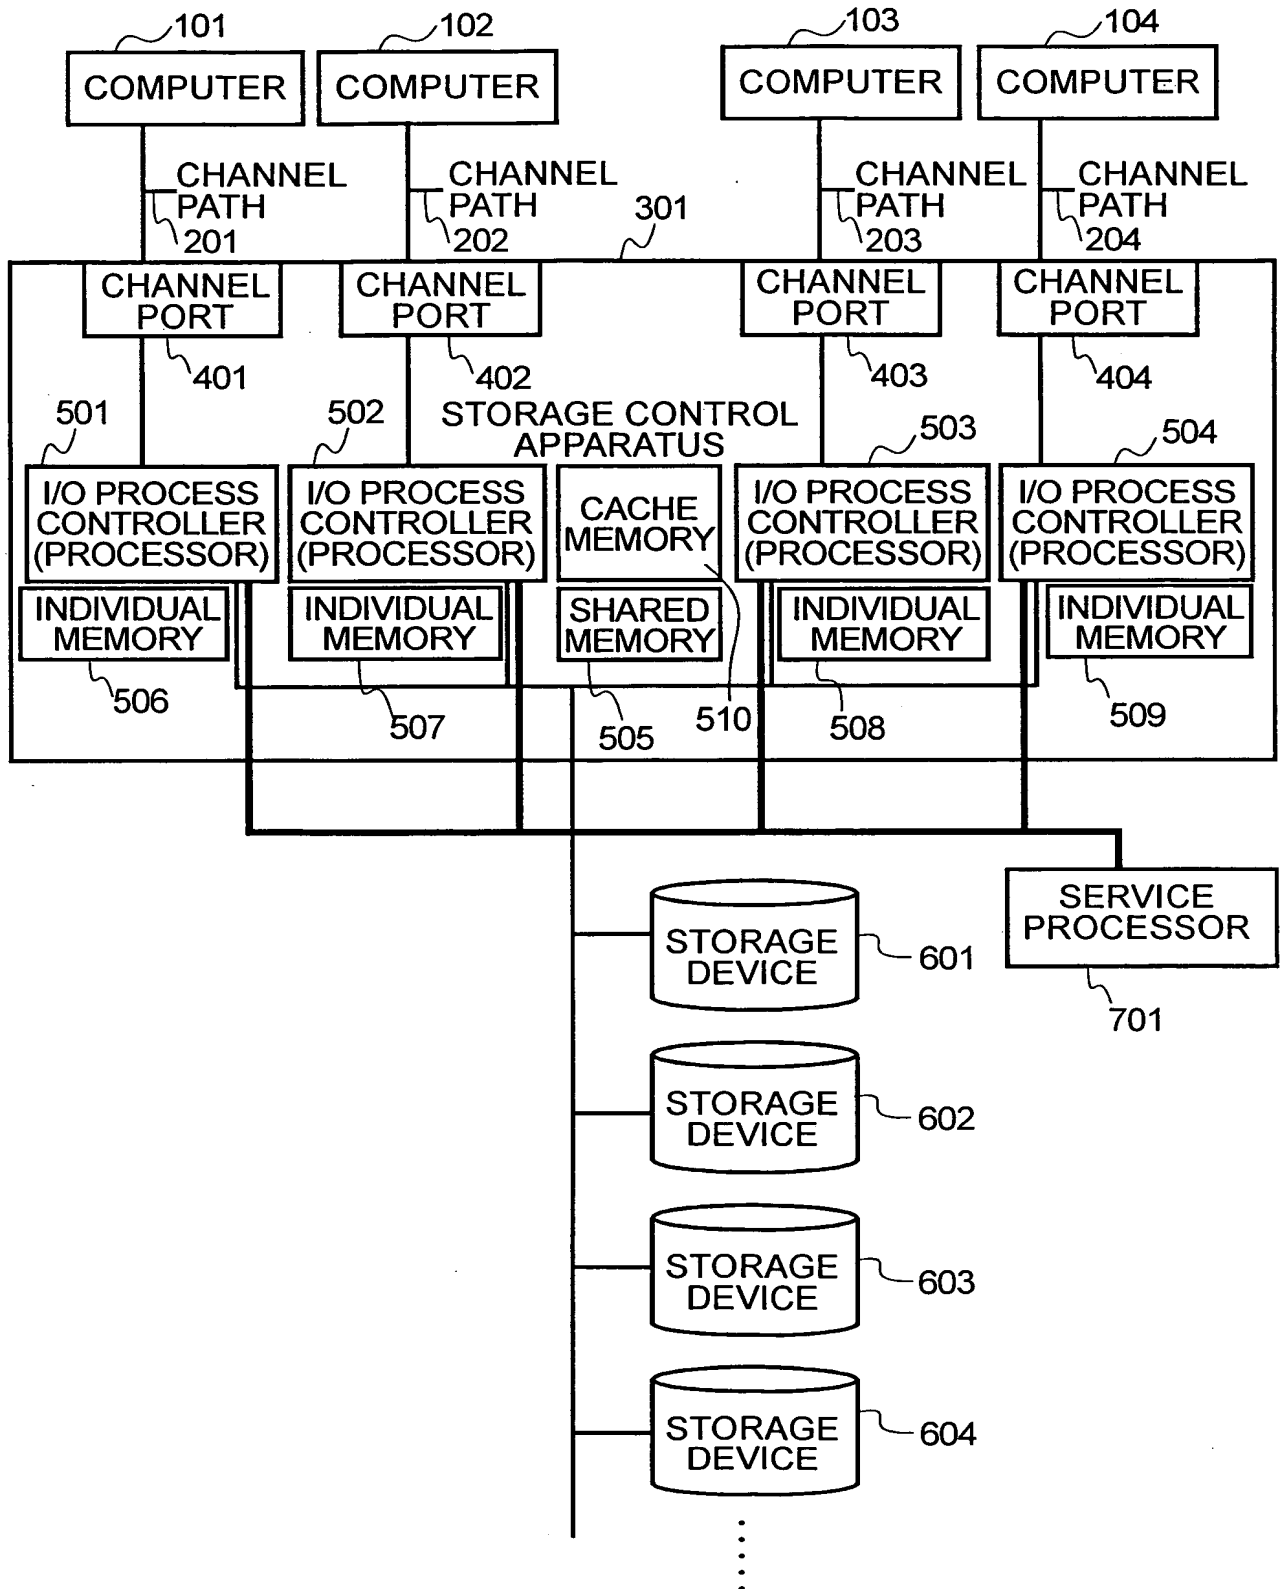 101
102
103
104
COMPUTER
COMPUTER
COMPUTER
COMPUTER
CHANNEL
PATH
201
CHANNEL
PATH
202
301
CHANNEL
PATH
203
CHANNEL
PATH
204
CHANNEL
PORT
401
CHANNEL
PORT
402
CHANNEL
PORT
403
CHANNEL
PORT
404
STORAGE CONTROL
APPARATUS
501
502
503
504
I/O PROCESS
CONTROLLER
(PROCESSOR)
I/O PROCESS
CONTROLLER
(PROCESSOR)
CACHE
MEMORY
I/O PROCESS
CONTROLLER
(PROCESSOR)
I/O PROCESS
CONTROLLER
(PROCESSOR)
INDIVIDUAL
MEMORY
INDIVIDUAL
MEMORY
SHARED
MEMORY
INDIVIDUAL
MEMORY
INDIVIDUAL
MEMORY
506
507
505
510
508
509
SERVICE
PROCESSOR
701
STORAGE
DEVICE
601
STORAGE
DEVICE
602
STORAGE
DEVICE
603
STORAGE
DEVICE
604